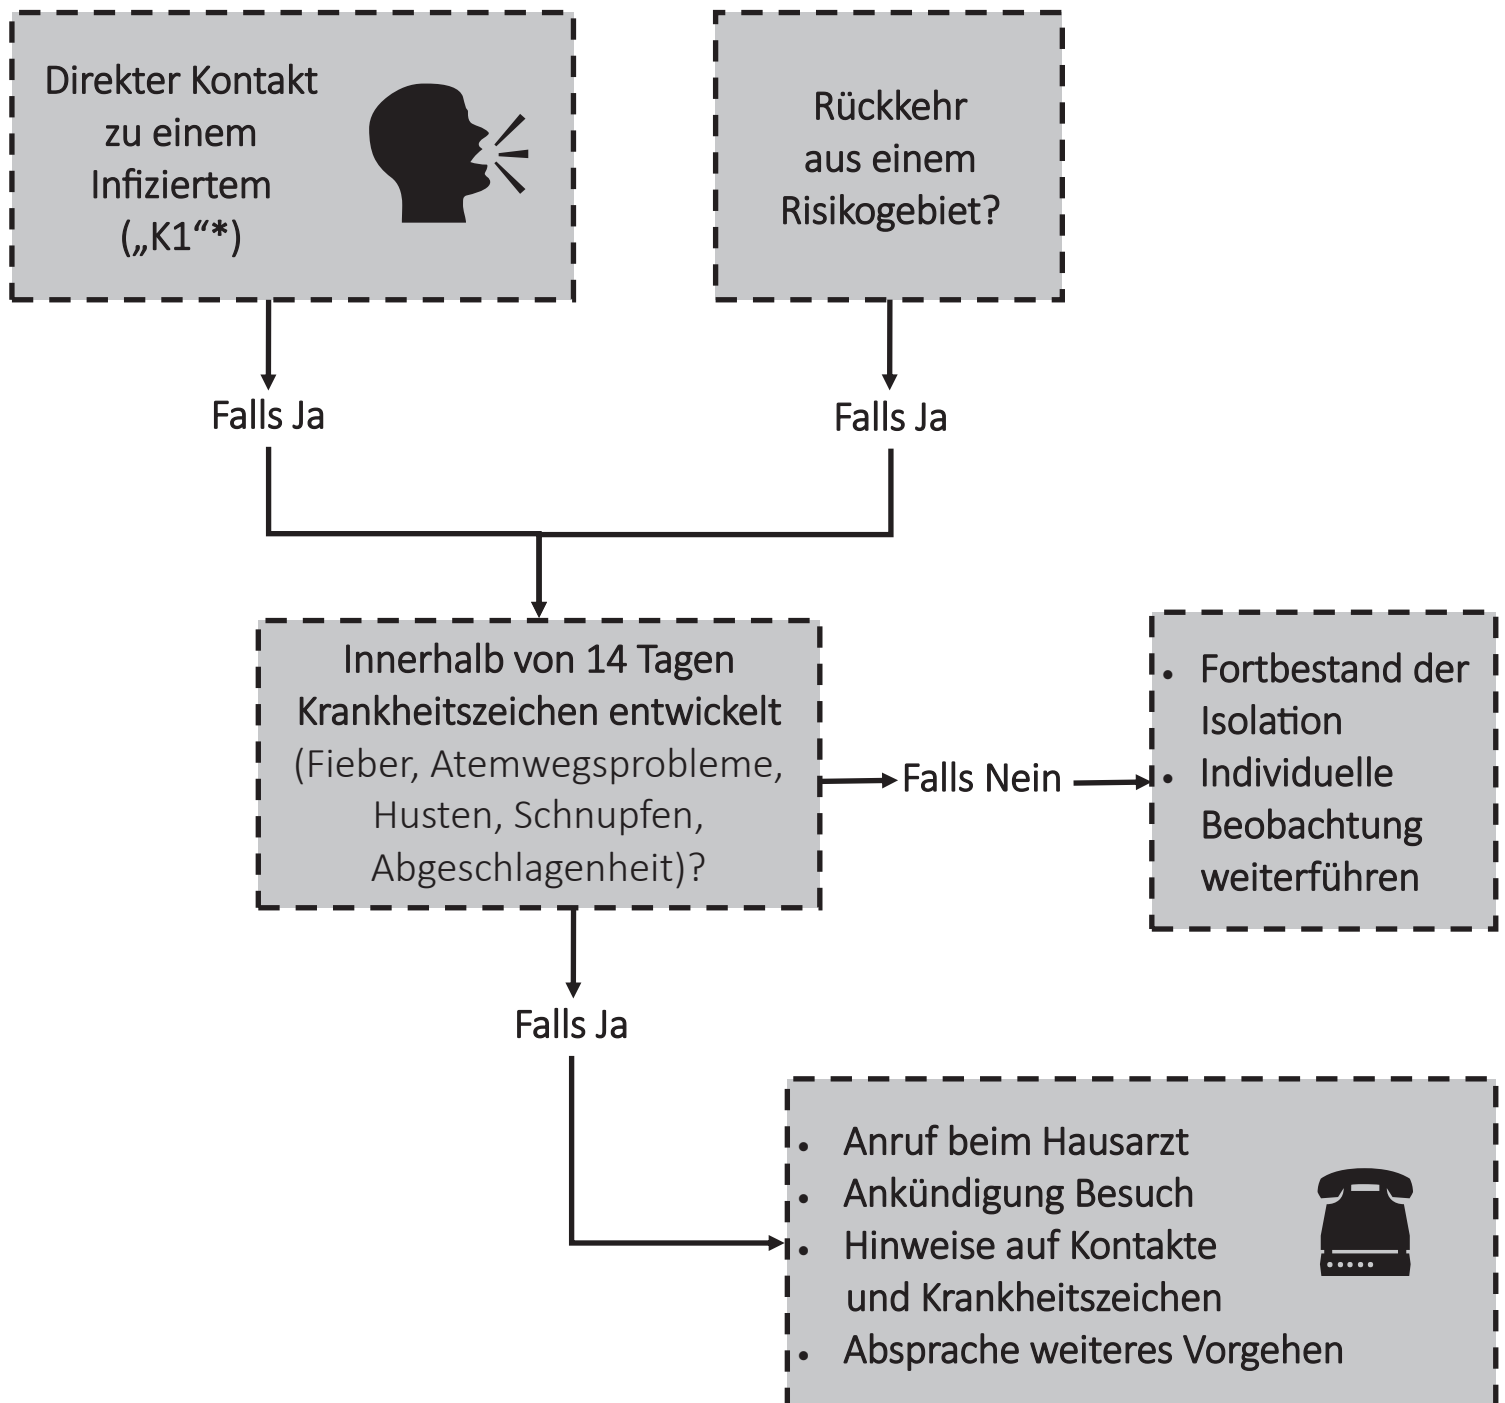 Direkter Kontakt
zu einem
Infiziertem
(„K1“*)
Rückkehr
aus einem
Risikogebiet?
Falls Ja
Falls Ja
Innerhalb von 14 Tagen
Krankheitszeichen entwickelt
(Fieber, Atemwegsprobleme,
Husten, Schnupfen,
Abgeschlagenheit)?
Falls Nein
• Fortbestand der
Isolation
• Individuelle
Beobachtung
weiterführen
Falls Ja
• Anruf beim Hausarzt
• Ankündigung Besuch
• Hinweise auf Kontakte
und Krankheitszeichen
• Absprache weiteres Vorgehen